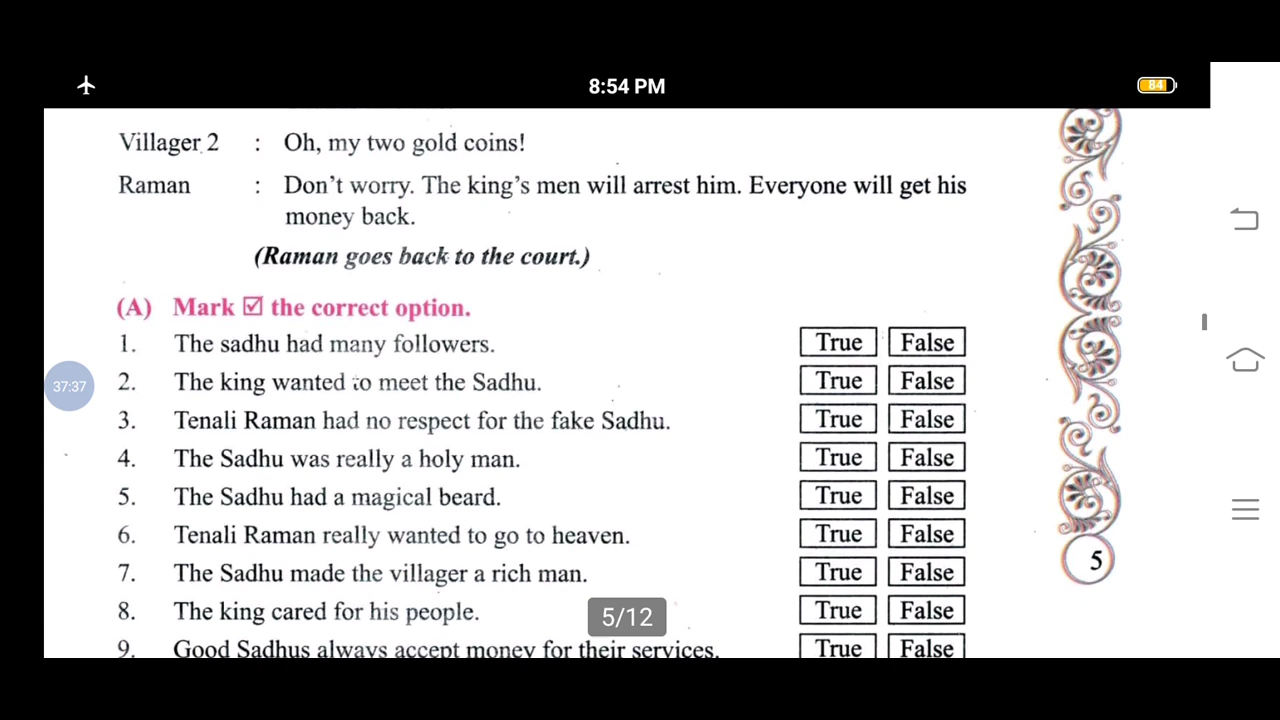 8:54 PM
84
Villager 2 : Oh, my two gold coins!
Raman : Don't worry. The king's men will arrest him. Everyone will get his
money back.
(Raman goes back to the court.)
(A) Mark ☑ the correct option.
1. The sadhu had many followers. True False
37:37
2. The king wanted to meet the Sadhu. True False
3. Tenali Raman had no respect for the fake Sadhu. True False
4. The Sadhu was really a holy man. True False
5. The Sadhu had a magical beard. True False
6. Tenali Raman really wanted to go to heaven. True False
5
7. The Sadhu made the villager a rich man. True False
8. The king cared for his people. True False
5/12
9. Good Sadhus always accept money for their services. True False